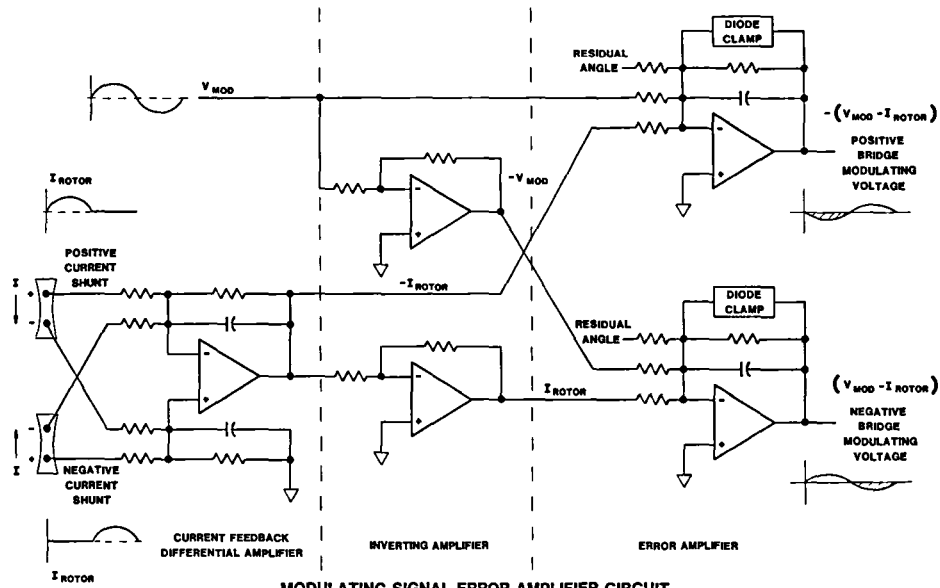 DIODE
CLAMP
RESIDUAL
ANGLE
V MOD
-(V MOD - I ROTOR)
POSITIVE
BRIDGE
MODULATING
VOLTAGE
-
+
I ROTOR
-V MOD
-
+
POSITIVE
CURRENT
SHUNT
I
+
-
-I ROTOR
DIODE
CLAMP
RESIDUAL
ANGLE
-
+
I ROTOR
-
+
(V MOD - I ROTOR)
NEGATIVE
BRIDGE
MODULATING
VOLTAGE
-
+
I
-
+
NEGATIVE
CURRENT
SHUNT
CURRENT FEEDBACK
DIFFERENTIAL AMPLIFIER
INVERTING AMPLIFIER
ERROR AMPLIFIER
I ROTOR
MODULATING SIGNAL ERROR AMPLIFIER CIRCUIT